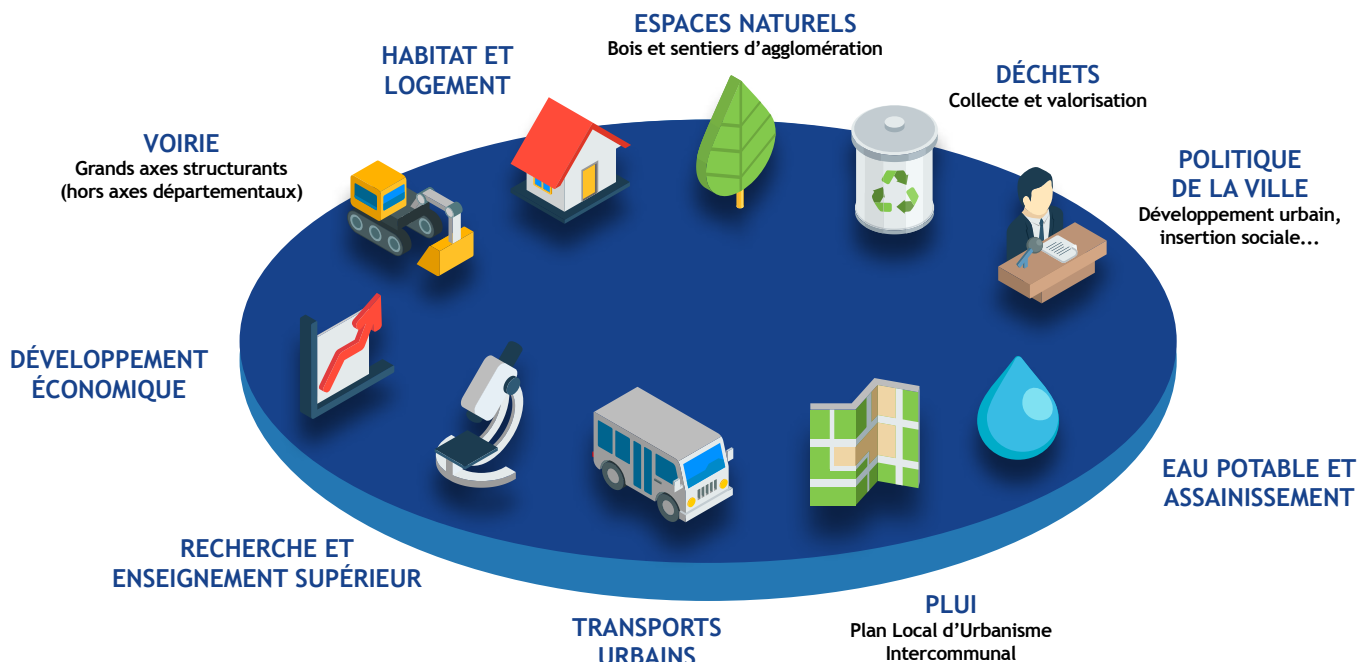 ESPACES NATURELS
Bois et sentiers d'agglomération
HABITAT ET
LOGEMENT
DÉCHETS
Collecte et valorisation
VOIRIE
Grands axes structurants
(hors axes départementaux)
POLITIQUE
DE LA VILLE
Développement urbain,
insertion sociale...
DÉVELOPPEMENT
ÉCONOMIQUE
EAU POTABLE ET
ASSAINISSEMENT
RECHERCHE ET
ENSEIGNEMENT SUPÉRIEUR
TRANSPORTS
URBAINS
PLUI
Plan Local d'Urbanisme
Intercommunal